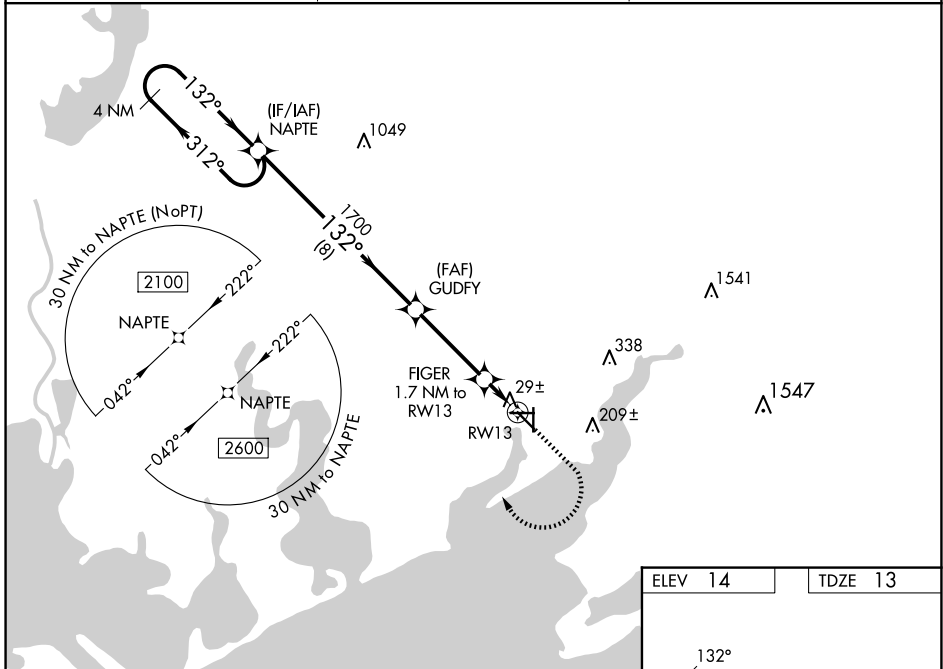 132°
4 NM
312°
(IF/IAF)
NAPTE
1049
1700
132°
(8)
30 NM to NAPTE (NoPT)
2100
222°
NAPTE
042°
222°
NAPTE
042°
2600
30 NM to NAPTE
(FAF)
GUDFY
1541
338
FIGER
1.7 NM to
RW13
29±
1547
209±
RW13
ELEV 14
TDZE 13
132°